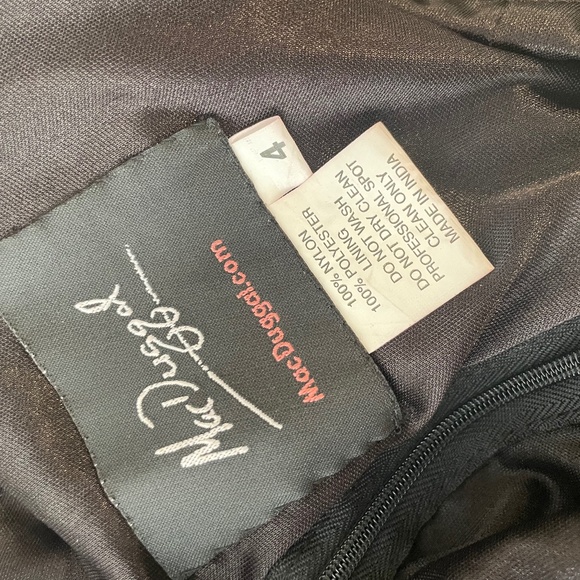 Mac Duggal
MacDuggal.com
4
100% NYLON
100% POLYESTER
LINING
DO NOT WASH
DO NOT DRY CLEAN
PROFESSIONAL SPOT
CLEAN ONLY
MADE IN INDIA